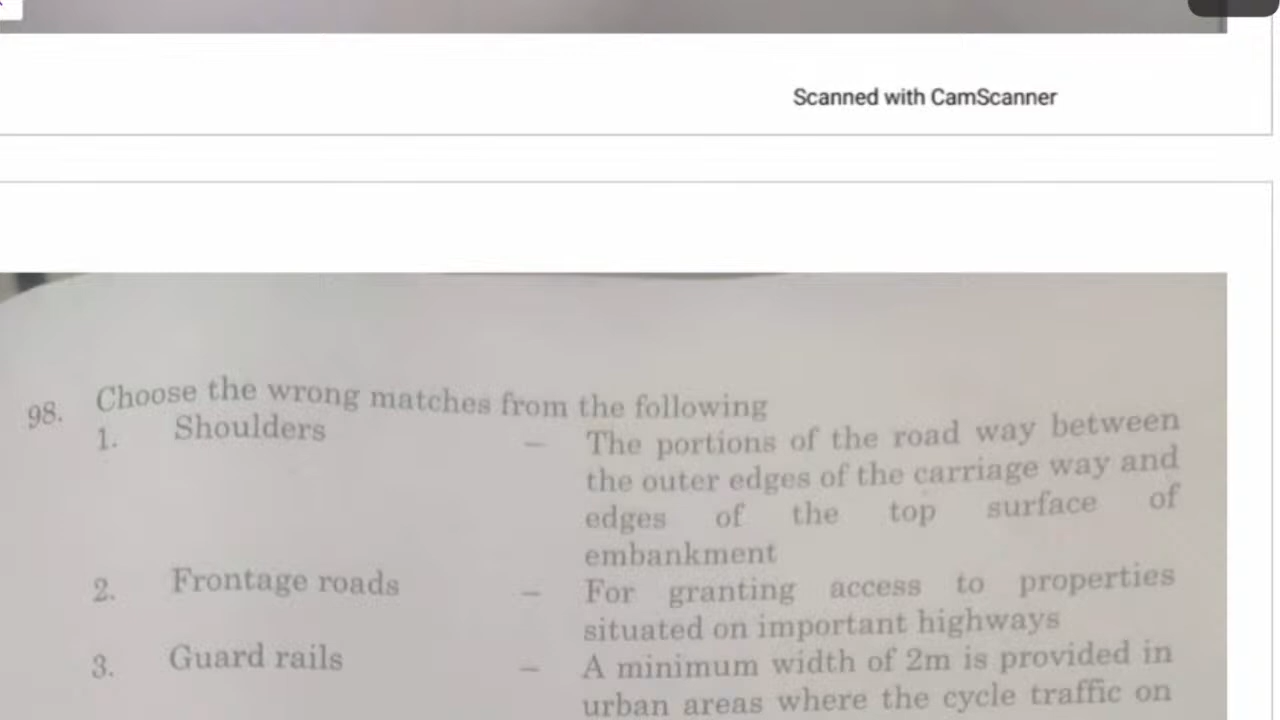 Scanned with CamScanner
98. Choose the wrong matches from the following
1. Shoulders – The portions of the road way between
the outer edges of the carriage way and
edges of the top surface of
embankment
2. Frontage roads – For granting access to properties
situated on important highways
3. Guard rails – A minimum width of 2m is provided in
urban areas where the cycle traffic on